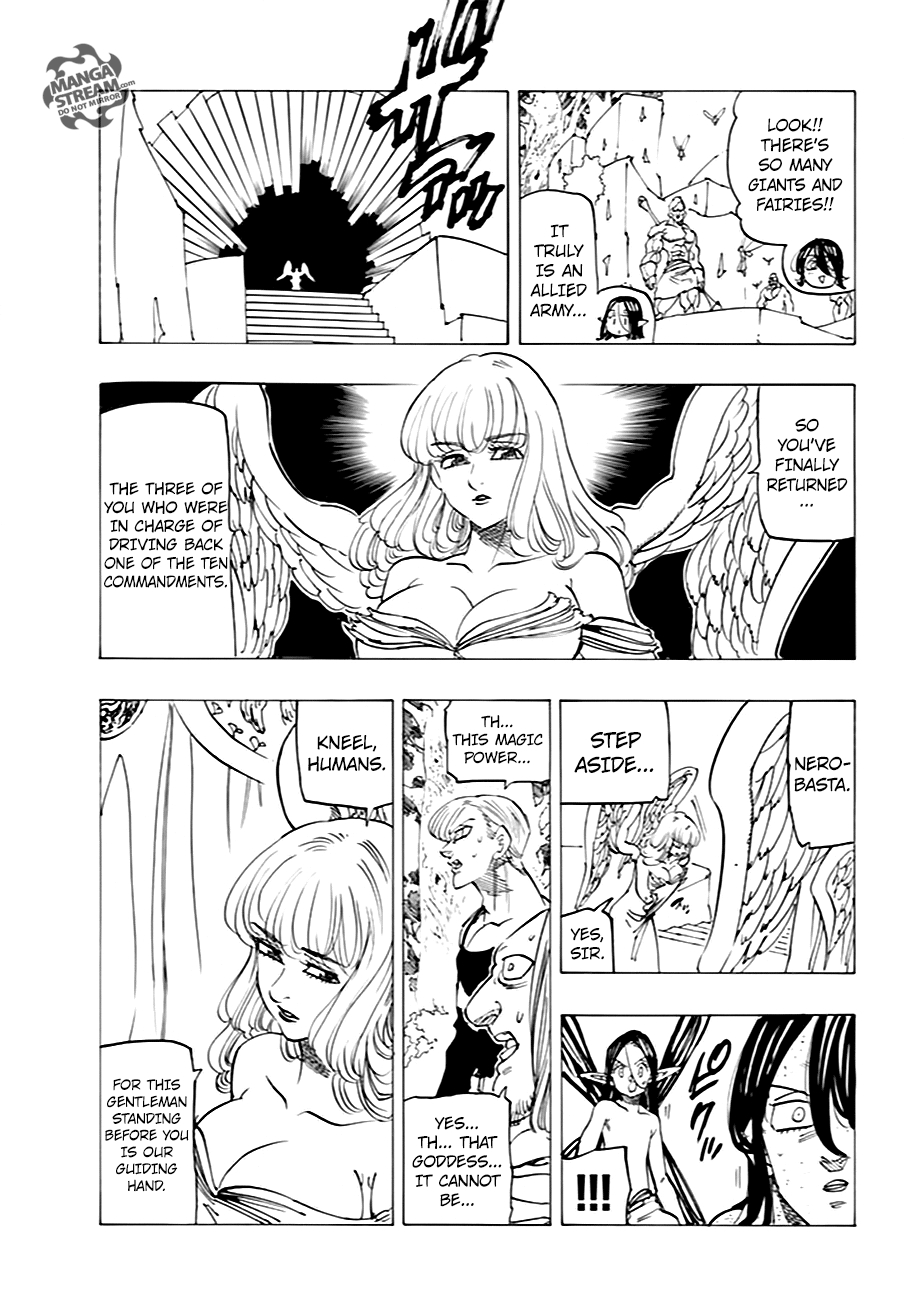 MANGA
STREAM.com
DO NOT MIRROR
LOOK!!
THERE'S
SO MANY
GIANTS AND
FAIRIES!!
IT
TRULY
IS AN
ALLIED
ARMY...
SO
YOU'VE
FINALLY
RETURNED
...
THE THREE OF
YOU WHO WERE
IN CHARGE OF
DRIVING BACK
ONE OF THE TEN
COMMANDMENTS.
NERO-
BASTA.
STEP
ASIDE...
YES,
SIR.
ピクッ
!!!
TH...
THIS MAGIC
POWER...
YES...
TH... THAT
GODDESS...
IT CANNOT
BE...
KNEEL,
HUMANS.
FOR THIS
GENTLEMAN
STANDING
BEFORE YOU
IS OUR
GUIDING
HAND.